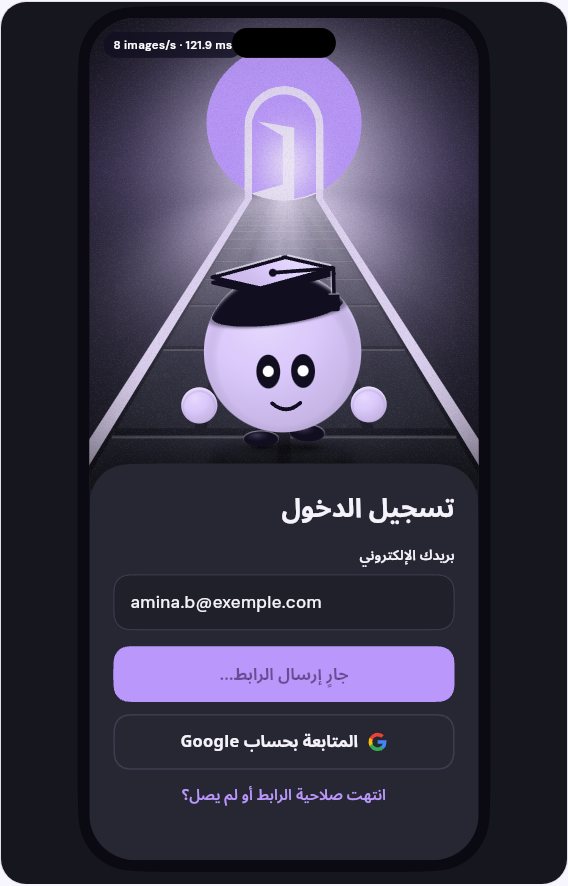 8 images/s · 121.9 ms
تسجيل الدخول
بريدك الإلكتروني
amina.b@exemple.com
جارٍ إرسال الرابط...
المتابعة بحساب Google
انتهت صلاحية الرابط أو لم يصل؟